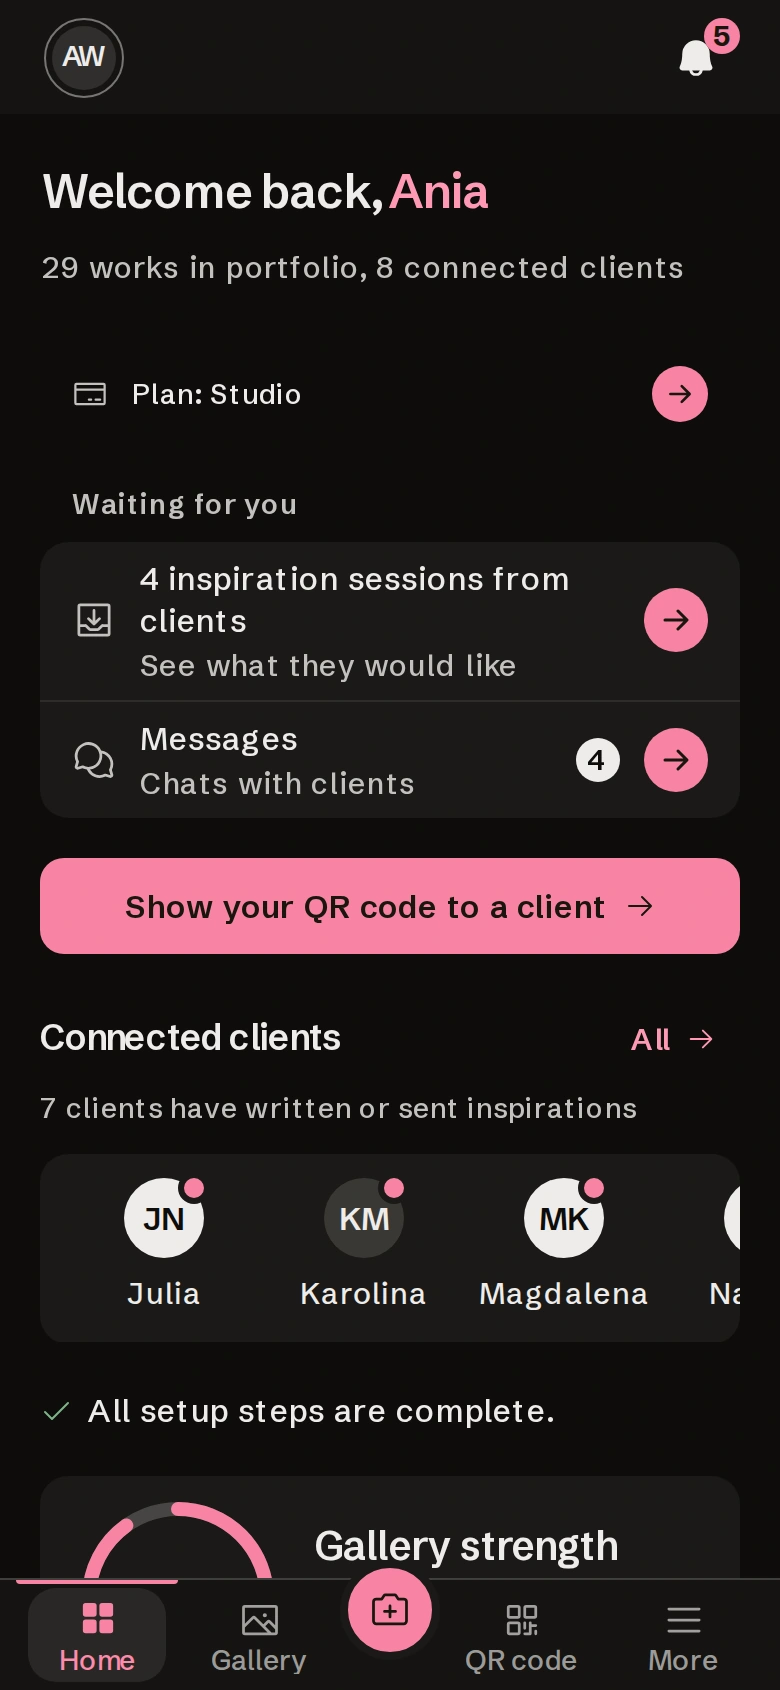 AW
5
Welcome back, Ania
29 works in portfolio, 8 connected clients
Plan: Studio
Waiting for you
4 inspiration sessions from
clients
See what they would like
Messages
Chats with clients
4
Show your QR code to a client
Connected clients
All
7 clients have written or sent inspirations
JN
KM
MK
Julia
Karolina
Magdalena
Na
All setup steps are complete.
Gallery strength
Home
Gallery
QR code
More